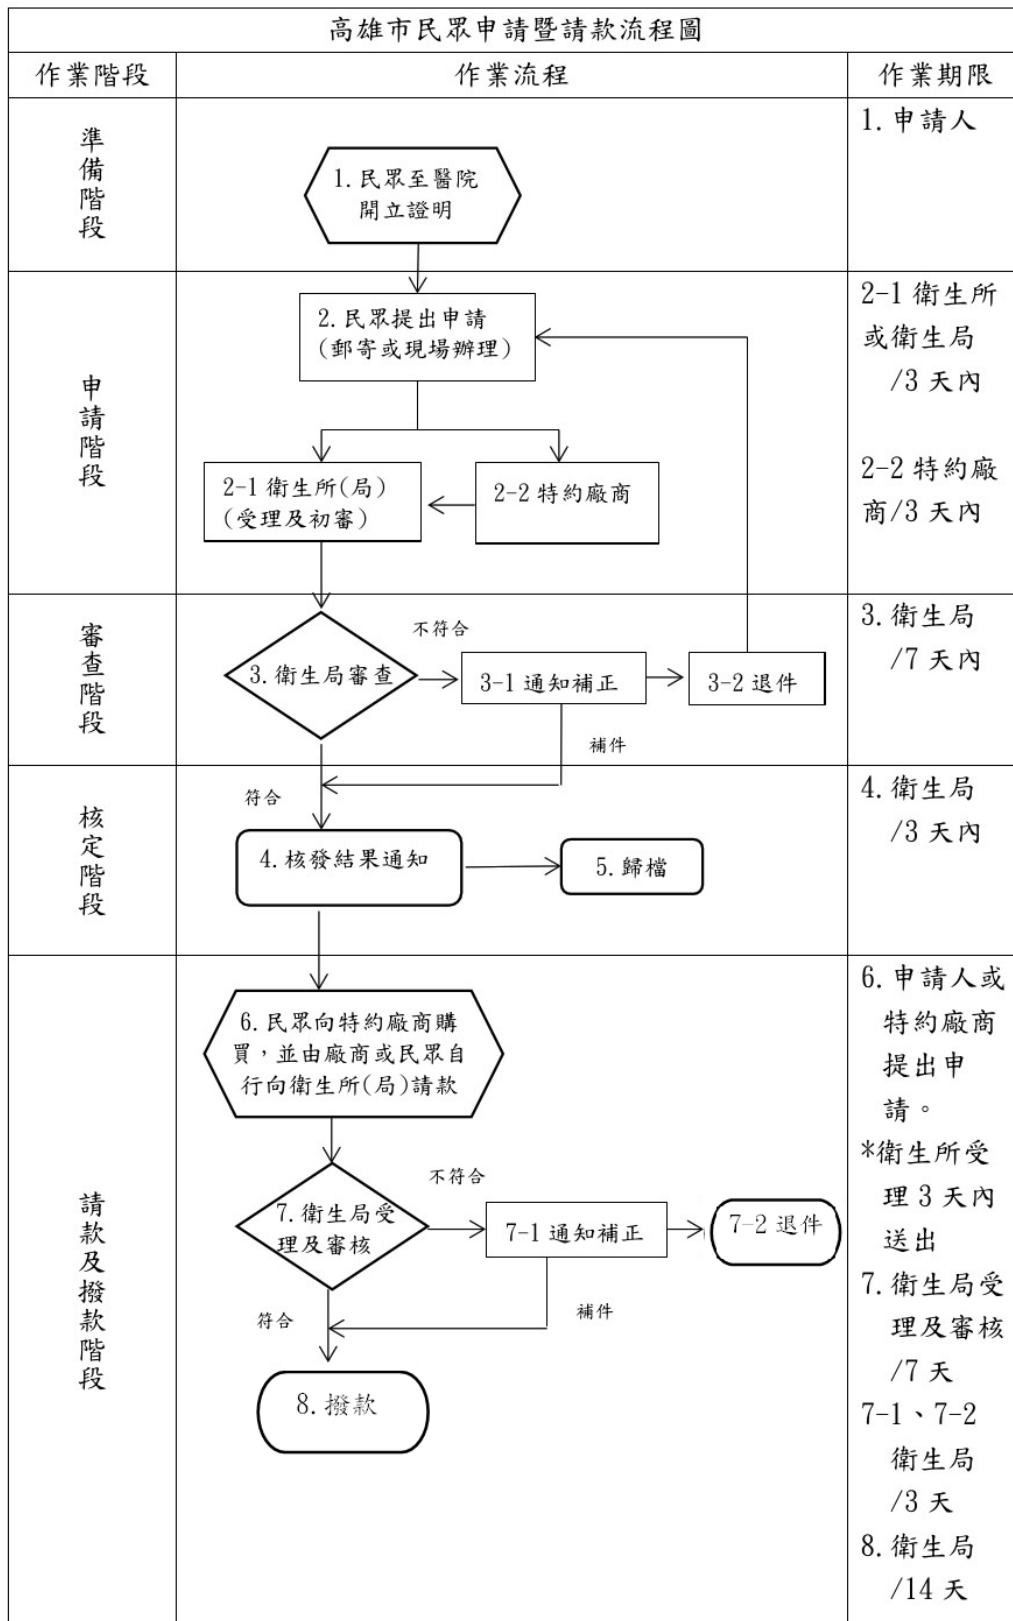 高雄市民眾申請暨請款流程圖
作業階段
作業流程
作業期限
準備階段
1.民眾至醫院
開立證明
1.申請人
申請階段
2.民眾提出申請
(郵寄或現場辦理)
2-1 衛生所(局)
(受理及初審)
2-2 特約廠商
2-1 衛生所
或衛生局
/3 天內
2-2 特約廠
商/3 天內
審查階段
3.衛生局審查
不符合
3-1 通知補正
3-2 退件
補件
3.衛生局
/7 天內
核定階段
符合
4.核發結果通知
5.歸檔
4.衛生局
/3 天內
請款及撥款階段
6.民眾向特約廠商購
買，並由廠商或民眾自
行向衛生所(局)請款
不符合
7.衛生局受
理及審核
7-1 通知補正
7-2 退件
符合
補件
8.撥款
6.申請人或
特約廠商
提出申
請。
*衛生所受
理 3 天內
送出
7.衛生局受
理及審核
/7 天
7-1、7-2
衛生局
/3 天
8.衛生局
/14 天